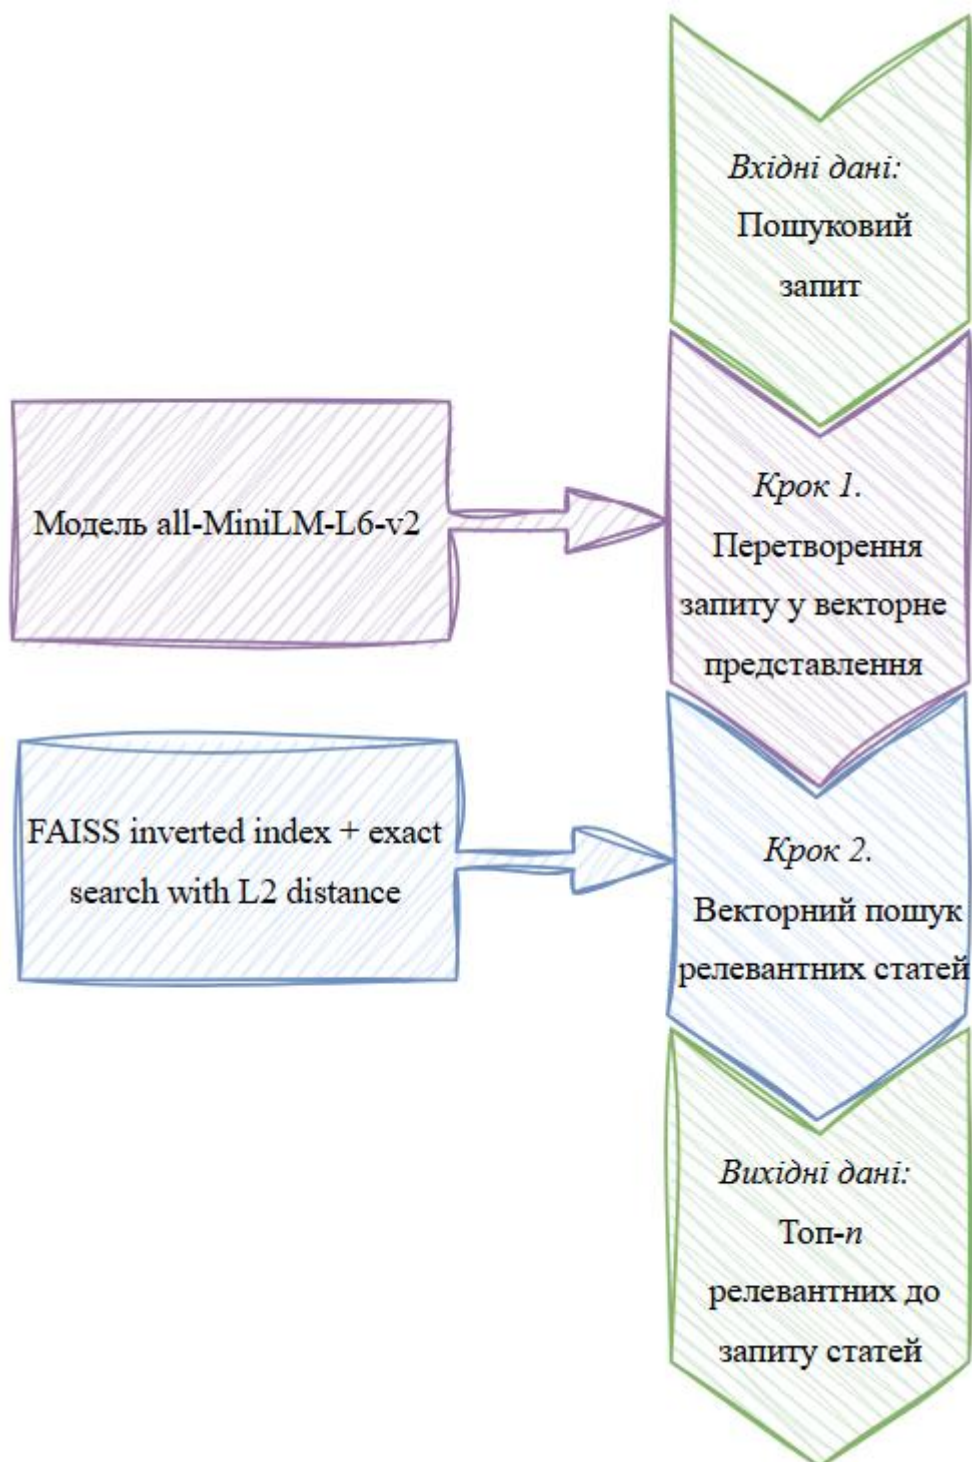 Вхідні дані:
Пошуковий
запит
Модель all-MiniLM-L6-v2
Крок 1.
Перетворення
запиту у векторне
представлення
FAISS inverted index + exact
search with L2 distance
Крок 2.
Векторний пошук
релевантних статей
Вихідні дані:
Топ-n
релевантних до
запиту статей